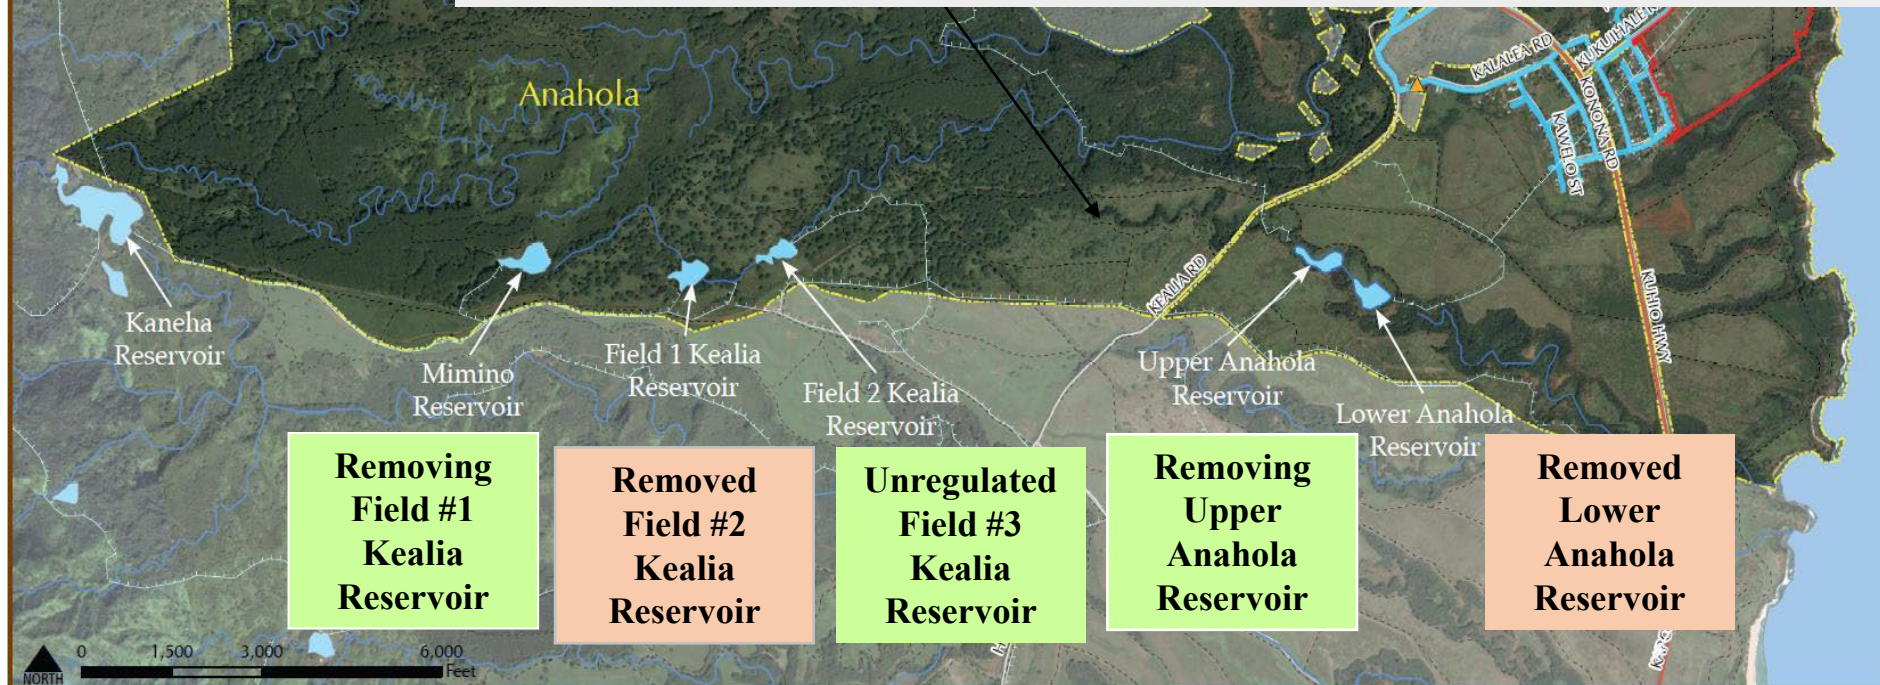 KUKUIHALE
KALALEA RD
Anahola
KONONA RD
KAWELO ST
KEALIA RD
KUHIO HWY
Kaneha
Reservoir
Mimino
Reservoir
Field 1 Kealia
Reservoir
Field 2 Kealia
Reservoir
Upper Anahola
Reservoir
Lower Anahola
Reservoir
Removing
Field #1
Kealia
Reservoir
Removed
Field #2
Kealia
Reservoir
Unregulated
Field #3
Kealia
Reservoir
Removing
Upper
Anahola
Reservoir
Removed
Lower
Anahola
Reservoir
0 1,500 3,000 6,000
Feet
NORTH